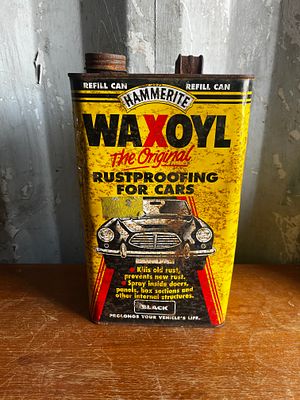 REFILL CAN REFILL CAN
HAMMERITE
WAXOYL
The Original
RUSTPROOFING
FOR CARS
Kills old rust,
prevents new rust.
Spray inside doors,
panels, box sections and
other internal structures.
BLACK
PROLONGS YOUR VEHICLE'S LIFE.